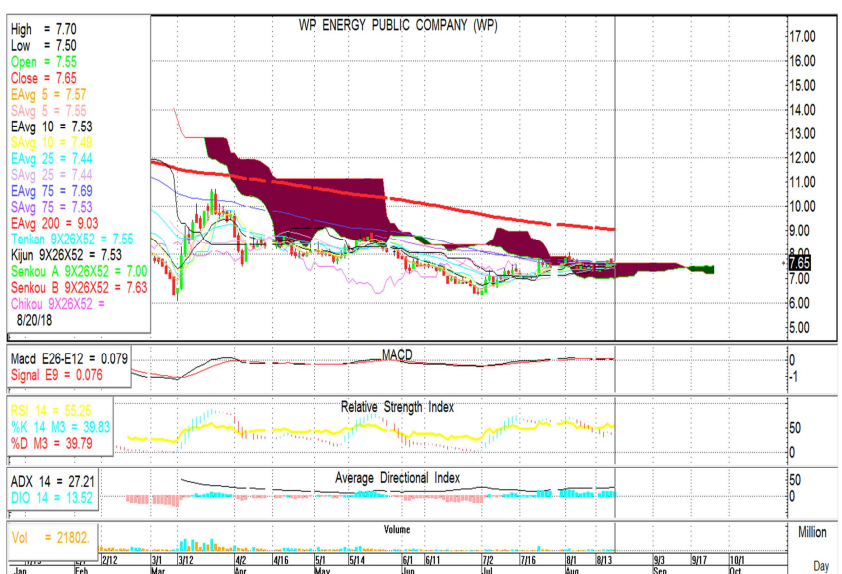 WP ENERGY PUBLIC COMPANY (WP)
High = 7.70
Low = 7.50
Open = 7.55
Close = 7.65
EAvg 5 = 7.57
SAvg 5 = 7.55
EAvg 10 = 7.53
SAvg 10 = 7.49
EAvg 25 = 7.44
SAvg 25 = 7.44
EAvg 75 = 7.69
SAvg 75 = 7.53
EAvg 200 = 9.03
Tenkan 9X26X52 = 7.55
Kijun 9X26X52 = 7.53
Senkou A 9X26X52 = 7.00
Senkou B 9X26X52 = 7.63
Chikou 9X26X52 =
8/20/18
17.00
16.00
15.00
14.00
13.00
12.00
11.00
10.00
9.00
8.00
7.65
7.00
6.00
5.00
MACD
Macd E26-E12 = 0.079
Signal E9 = 0.076
0
-1
Relative Strength Index
RSI 14 = 55.25
%K 14 M3 = 39.83
%D M3 = 39.79
50
0
Average Directional Index
ADX 14 = 27.21
DIO 14 = 13.52
50
0
Volume
Vol = 21802.
Million
2/12 3/1 3/12 4/2 4/16 5/1 5/14 6/1 6/11 7/2 7/16 8/1 8/13 9/3 9/17 10/1
Jan Feb Mar Apr May Jun Jul Aug Sep Oct
Day